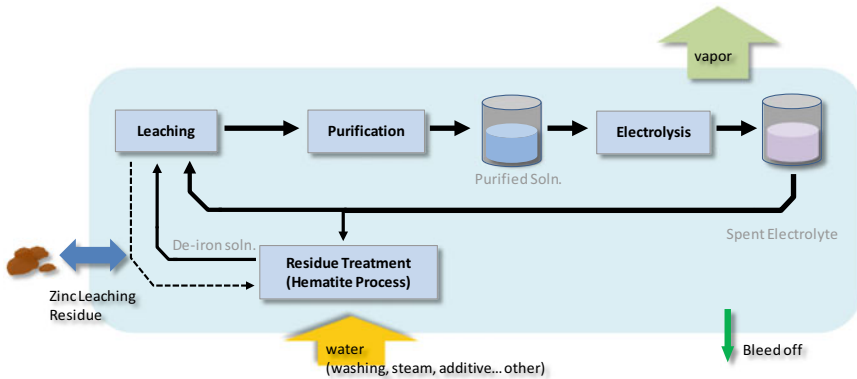 vapor
Leaching
Purification
Electrolysis
Purified Soln.
Spent Electrolyte
De-iron soln.
Residue Treatment
(Hematite Process)
Zinc Leaching
Residue
water
(washing, steam, additive... other)
Bleed off